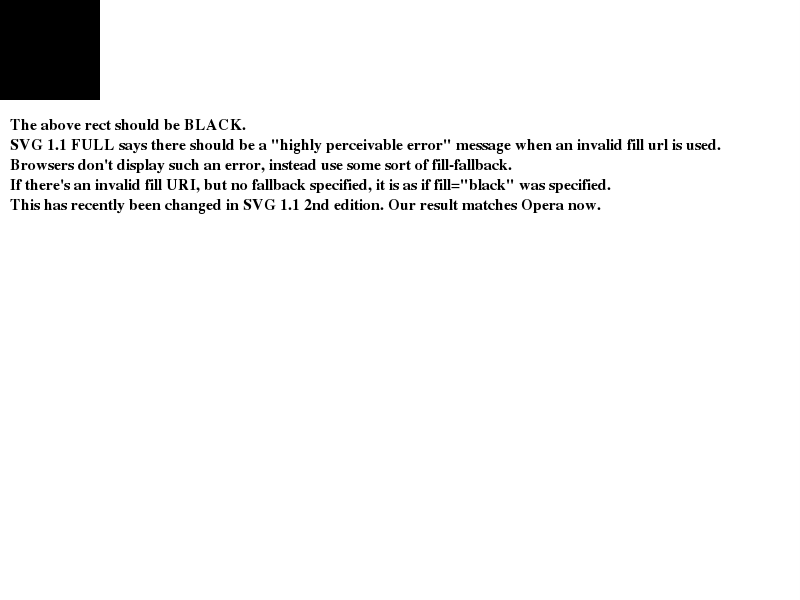 The above rect should be BLACK.
SVG 1.1 FULL says there should be a "highly perceivable error" message when an invalid fill url is used.
Browsers don't display such an error, instead use some sort of fill-fallback.
If there's an invalid fill URI, but no fallback specified, it is as if fill="black" was specified.
This has recently been changed in SVG 1.1 2nd edition. Our result matches Opera now.